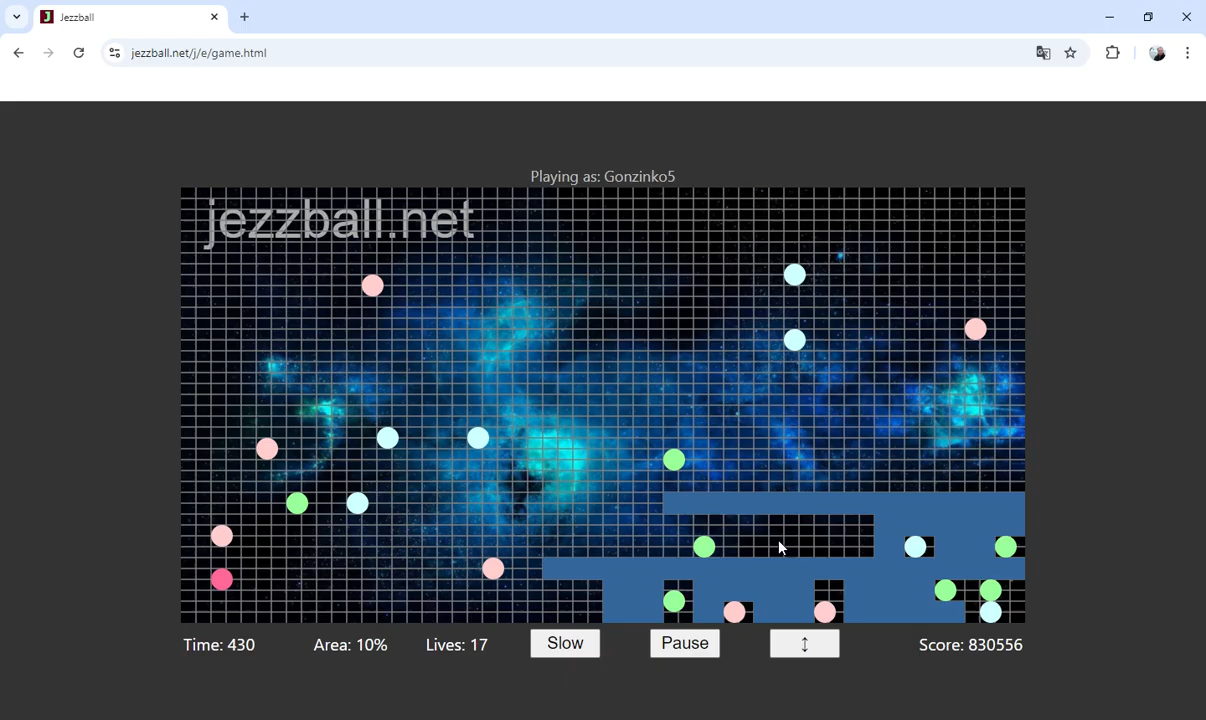 Jezzball
jezzball.net/j/e/game.html
Playing as: Gonzinko5
jezzball.net
Time: 430 Area: 10% Lives: 17 Slow Pause ↕ Score: 830556